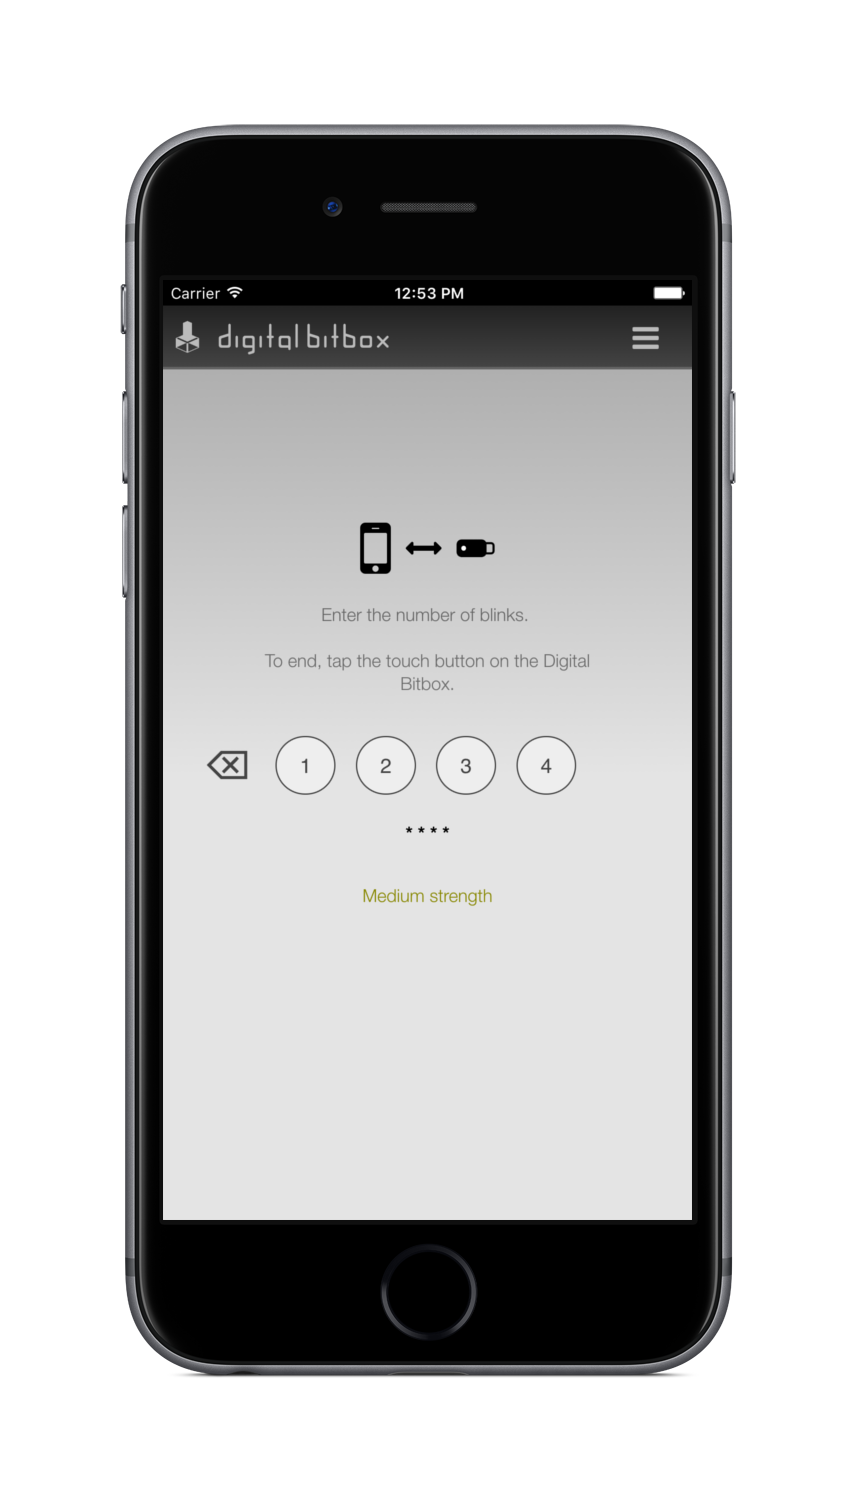 Carrier 12:53 PM
digital bitbox
Enter the number of blinks.
To end, tap the touch button on the Digital
Bitbox.
1 2 3 4
****
Medium strength